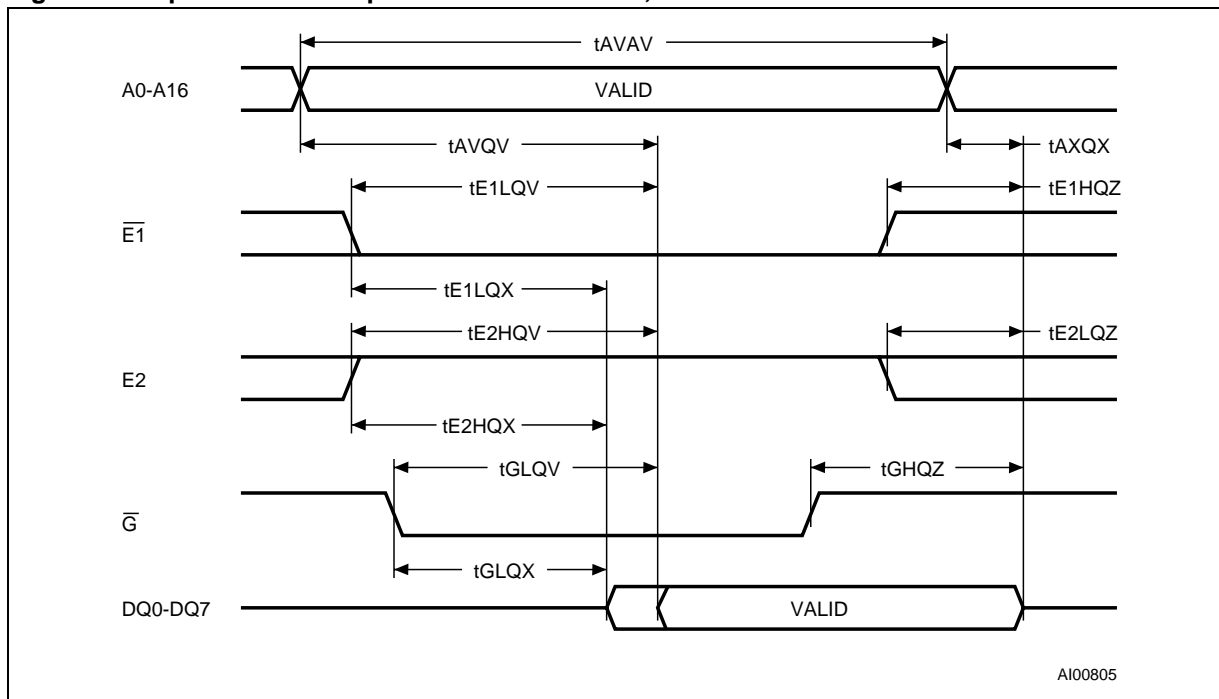 tAVAV
A0-A16
VALID
tAVQV
tAXQX
tE1LQV
tE1HQZ
E1
tE1LQX
tE2HQV
tE2LQZ
E2
tE2HQX
tGLQV
tGHQZ
G
tGLQX
DQ0-DQ7
VALID
AI00805